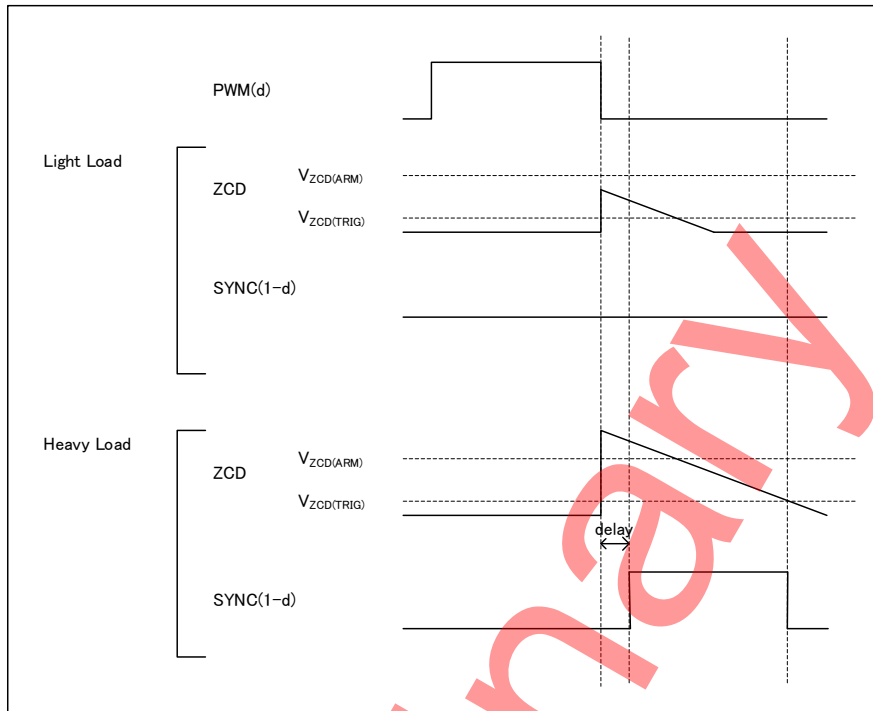 PWM(d)
Light Load
ZCD
VZCD(ARM)
VZCD(TRIG)
SYNC(1-d)
Heavy Load
ZCD
VZCD(ARM)
VZCD(TRIG)
delay
SYNC(1-d)
nary